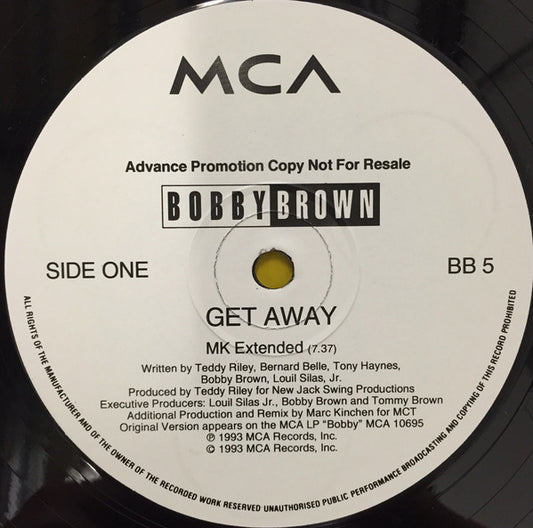 MCA
Advance Promotion Copy Not For Resale
BOBBY BROWN
SIDE ONE
BB 5
GET AWAY
MK Extended (7.37)
Written by Teddy Riley, Bernard Belle, Tony Haynes,
Bobby Brown, Louil Silas, Jr.
Produced by Teddy Riley for New Jack Swing Productions
Executive Producers: Louil Silas Jr., Bobby Brown and Tommy Brown
Additional Production and Remix by Marc Kinchen for MCT
Original Version appears on the MCA LP "Bobby" MCA 10695
℗ 1993 MCA Records, Inc.
© 1993 MCA Records, Inc.
ALL RIGHTS OF THE MANUFACTURER AND OF THE OWNER OF THE RECORDED WORK RESERVED UNAUTHORISED PUBLIC PERFORMANCE BROADCASTING AND COPYING OF THIS RECORD PROHIBITED